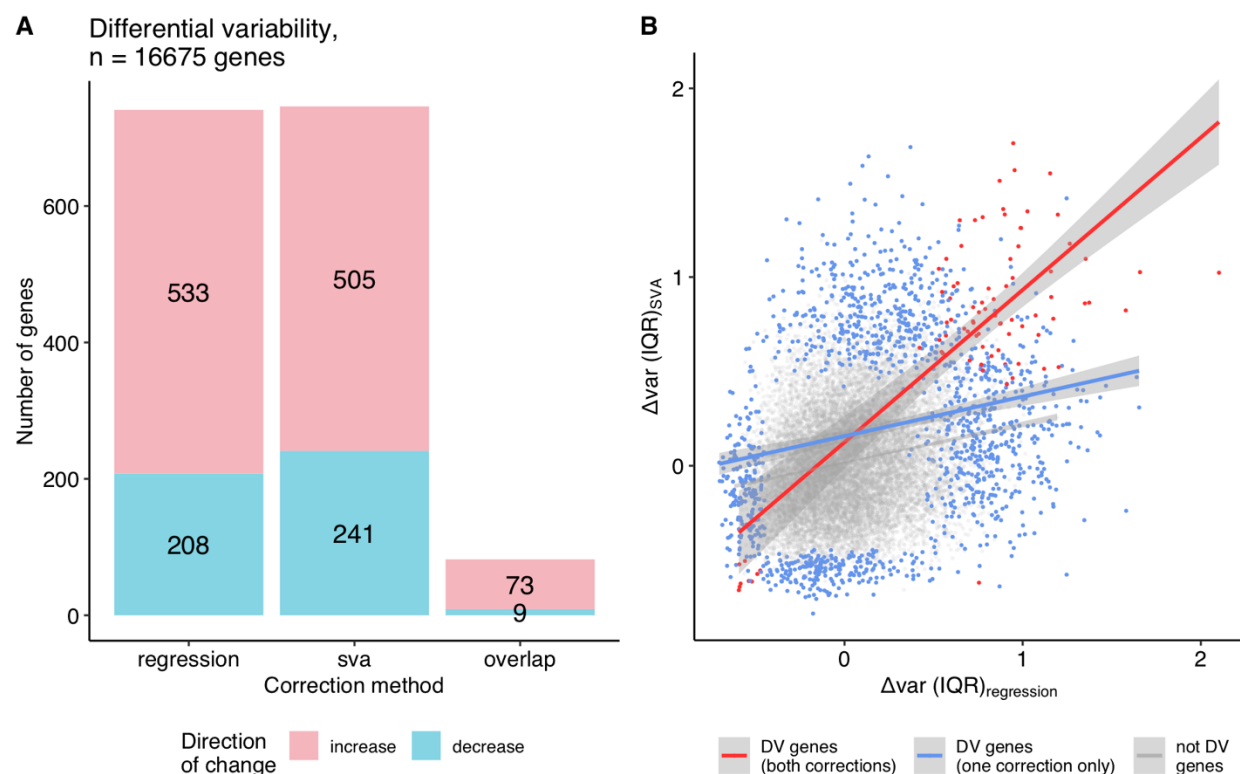 A
Differential variability,
n = 16675 genes
Number of genes
600
400
200
0
533
208
505
241
73
9
regression
sva
overlap
Correction method
Direction
of change
increase
decrease
B
Δvar (IQR)SVA
2
1
0
0
1
2
Δvar (IQR)regression
DV genes
(both corrections)
DV genes
(one correction only)
not DV
genes